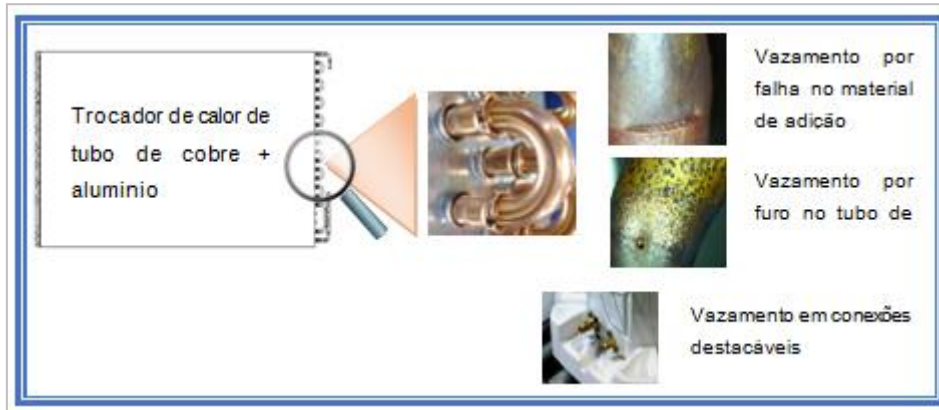 Trocador de calor de
tubo de cobre +
aluminio
Vazamento por
falha no material
de adição
Vazamento por
furo no tubo de
Vazamento em conexões
destacáveis